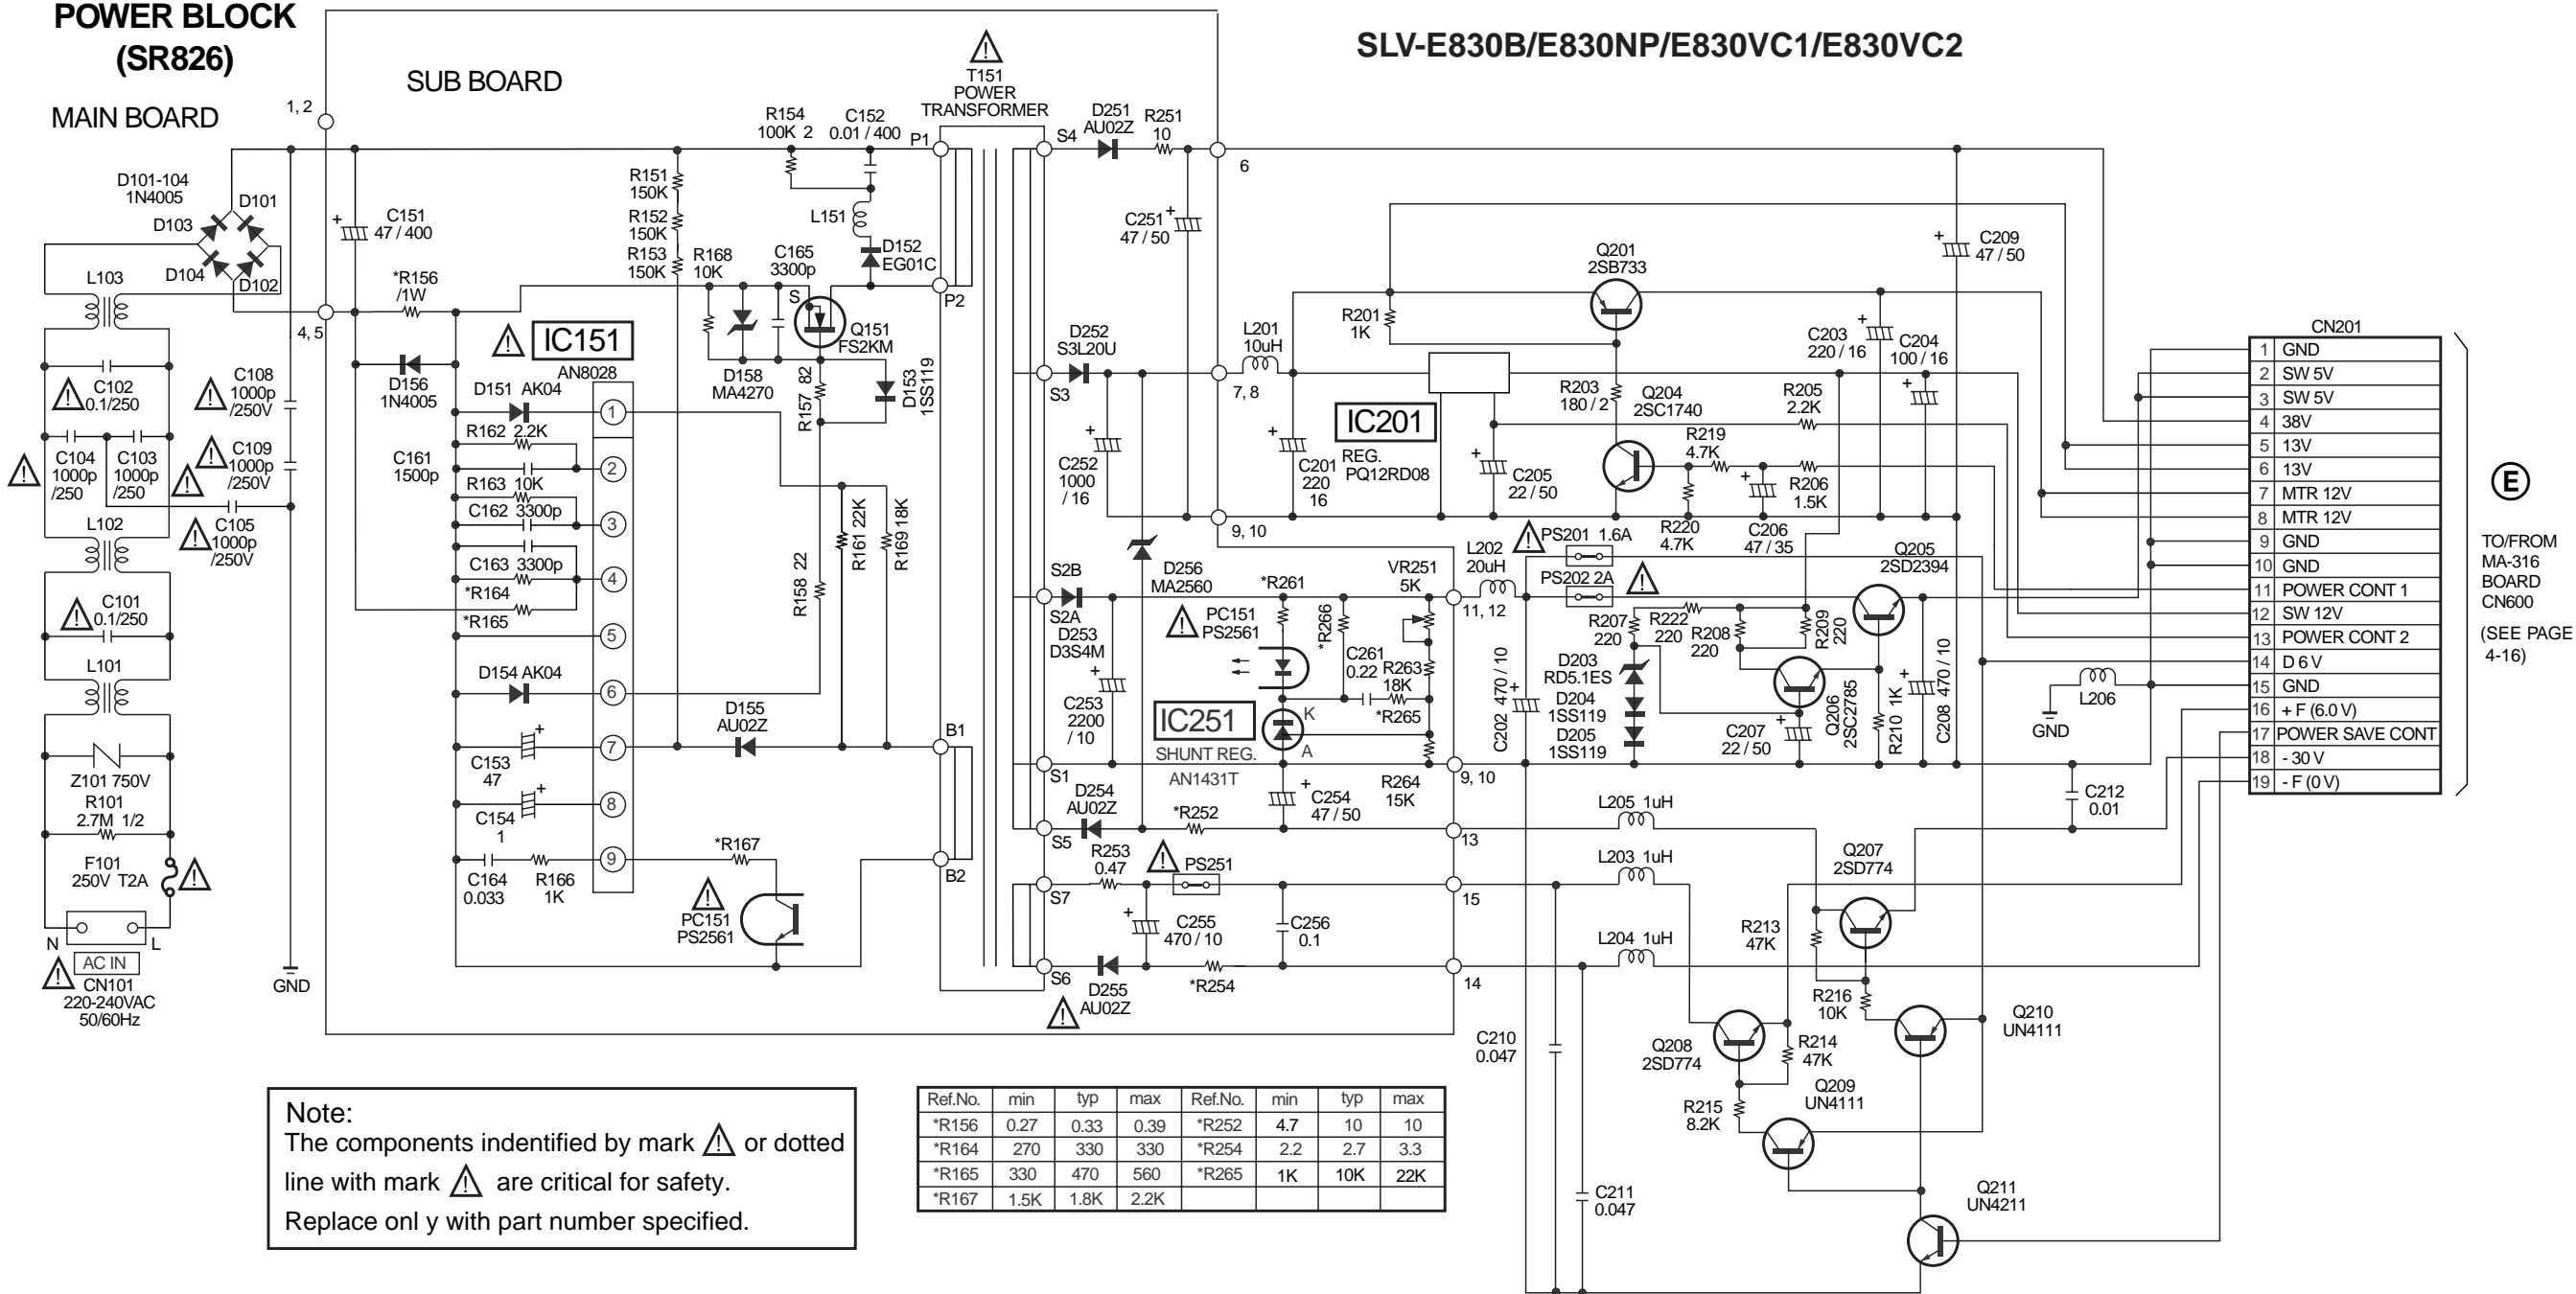 POWER BLOCK
(SR826)
SLV-E830B/E830NP/E830VC1/E830VC2
MAIN BOARD
SUB BOARD
1, 2
4, 5
D101-104
1N4005
D101
D103
D104
D102
C151
47 / 400
L103
C102
0.1/250
C104
1000p
/250
C103
1000p
/250
C108
1000p
/250V
C109
1000p
/250V
C105
1000p
/250V
L102
C101
0.1/250
L101
Z101 750V
R101
2.7M 1/2
F101
250V T2A
N
L
AC IN
CN101
220-240VAC
50/60Hz
GND
*R156
/1W
D156
1N4005
IC151
AN8028
D151 AK04
R162 2.2K
C161
1500p
R163 10K
C162 3300p
C163 3300p
*R164
*R165
D154 AK04
C153
47
C154
1
C164
0.033
R166
1K
1
2
3
4
5
6
7
8
9
R151
150K
R152
150K
R153
150K
R168
10K
R154
100K 2
C152
0.01 / 400
L151
D152
EG01C
C165
3300p
S
Q151
FS2KM
D158
MA4270
R157 82
D153
1SS119
R158 22
R161 22K
R169 18K
D155
AU02Z
*R167
PC151
PS2561
T151
POWER
TRANSFORMER
P1
P2
B1
B2
S4
S3
S2B
S2A
S1
S5
S7
S6
D251
AU02Z
R251
10
C251
47 / 50
6
D252
S3L20U
C252
1000
/ 16
L201
10uH
7, 8
9, 10
D256
MA2560
D253
D3S4M
C253
2200
/ 10
PC151
PS2561
*R261
*R266
C261
0.22
R263
18K
*R265
VR251
5K
IC251
SHUNT REG.
AN1431T
K
A
R264
15K
9, 10
11, 12
D254
AU02Z
*R252
C254
47 / 50
13
R253
0.47
PS251
C255
470 / 10
C256
0.1
15
D255
AU02Z
*R254
14
C201
220
16
R201
1K
IC201
REG.
PQ12RD08
Q201
2SB733
R203
180 / 2
Q204
2SC1740
C205
22 / 50
R219
4.7K
R220
4.7K
R205
2.2K
R206
1.5K
C206
47 / 35
C203
220 / 16
C204
100 / 16
C209
47 / 50
L202
20uH
PS201 1.6A
PS202 2A
R207
220
R222
220
R208
220
R209
220
Q205
2SD2394
D203
RD5.1ES
D204
1SS119
D205
1SS119
C202 470 / 10
C207
22 / 50
Q206
2SC2785
R210 1K
C208 470 / 10
L206
GND
C212
0.01
L205 1uH
L203 1uH
L204 1uH
C210
0.047
C211
0.047
Q207
2SD774
R213
47K
R216
10K
Q210
UN4111
Q208
2SD774
R214
47K
R215
8.2K
Q209
UN4111
Q211
UN4211
CN201
1 GND
2 SW 5V
3 SW 5V
4 38V
5 13V
6 13V
7 MTR 12V
8 MTR 12V
9 GND
10 GND
11 POWER CONT 1
12 SW 12V
13 POWER CONT 2
14 D 6 V
15 GND
16 + F (6.0 V)
17 POWER SAVE CONT
18 - 30 V
19 - F (0 V)
E
TO/FROM
MA-316
BOARD
CN600
(SEE PAGE
4-16)
Note:
The components indentified by mark ⚠ or dotted
line with mark ⚠ are critical for safety.
Replace onl y with part number specified.
Ref.No. min typ max Ref.No. min typ max
*R156 0.27 0.33 0.39 *R252 4.7 10 10
*R164 270 330 330 *R254 2.2 2.7 3.3
*R165 330 470 560 *R265 1K 10K 22K
*R167 1.5K 1.8K 2.2K